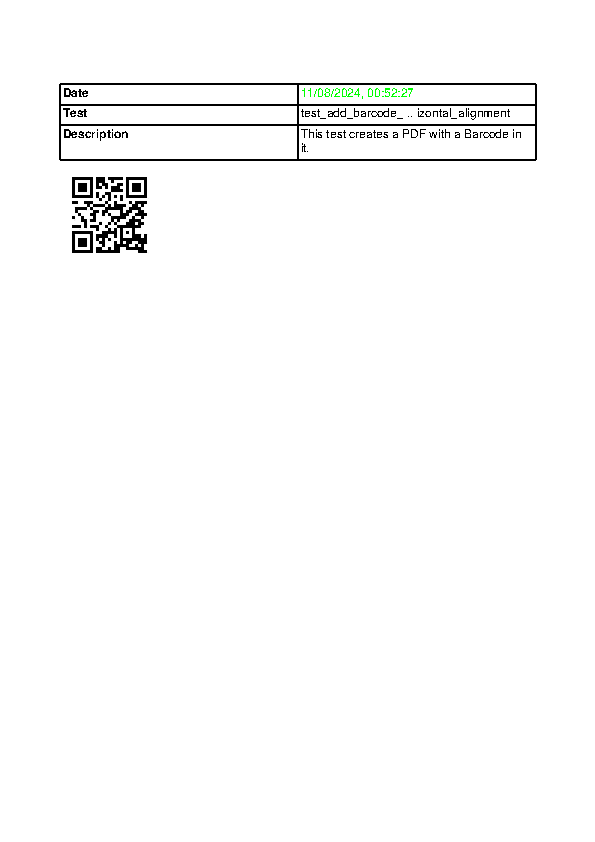 Date 11/08/2024, 00:52:27
Test test_add_barcode_ .. izontal_alignment
Description This test creates a PDF with a Barcode in
it.